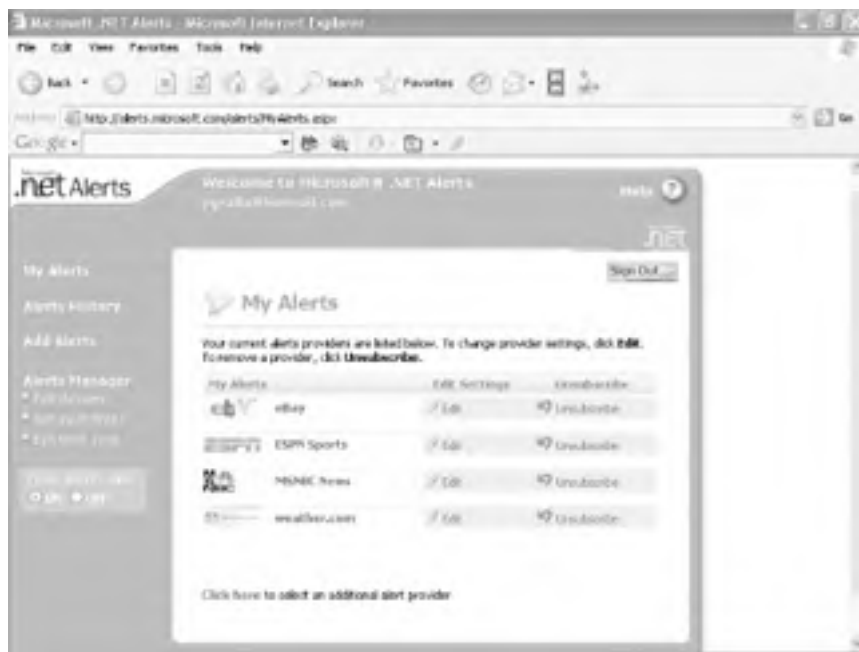 Microsoft .NET Alerts - Microsoft Internet Explorer
File Edit View Favorites Tools Help
Back Search Favorites
http://alerts.microsoft.com/alerts/MyAlerts.aspx Go
Google
.net Alerts
Welcome to Microsoft® .NET Alerts
Help ?
.net
Sign Out
My Alerts
Alerts History
Add Alerts
Alerts Manager
My Alerts
Your current alerts providers are listed below. To change provider settings, click Edit.
To remove a provider, click Unsubscribe.
My Alerts Edit Settings Unsubscribe
eBay eBay Edit Unsubscribe
ESPN ESPN Sports Edit Unsubscribe
MSNBC News Edit Unsubscribe
weather.com Edit Unsubscribe
Click here to select an additional alert provider